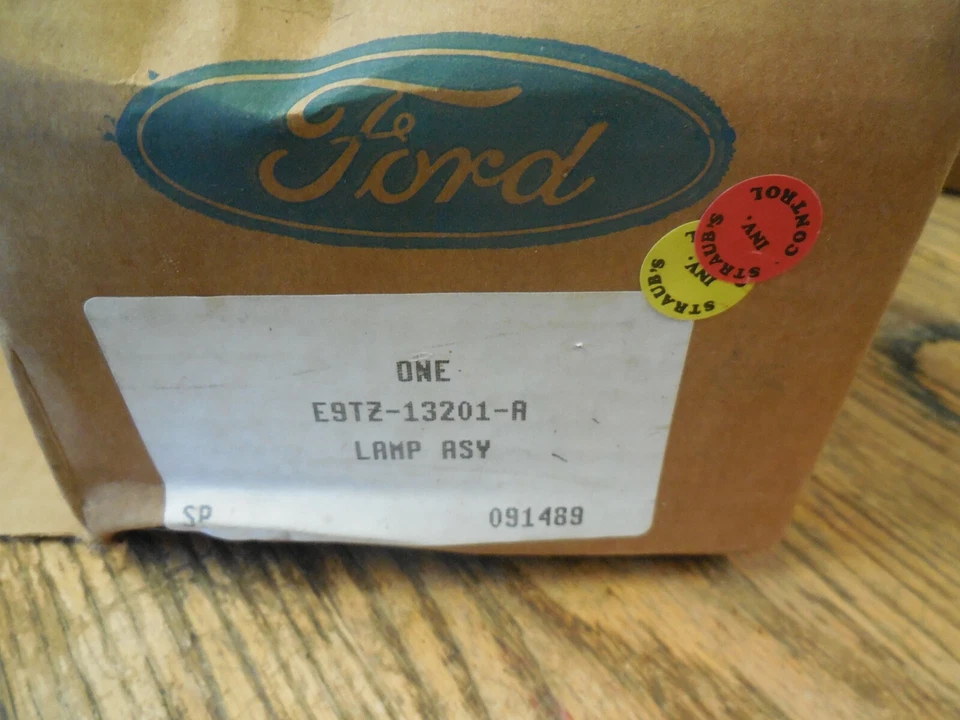 Ford
STRAUB'S
INV.
CONTROL
STRAUB'S
INV.
ONE
E9TZ-13201-A
LAMP ASY
SP 091489